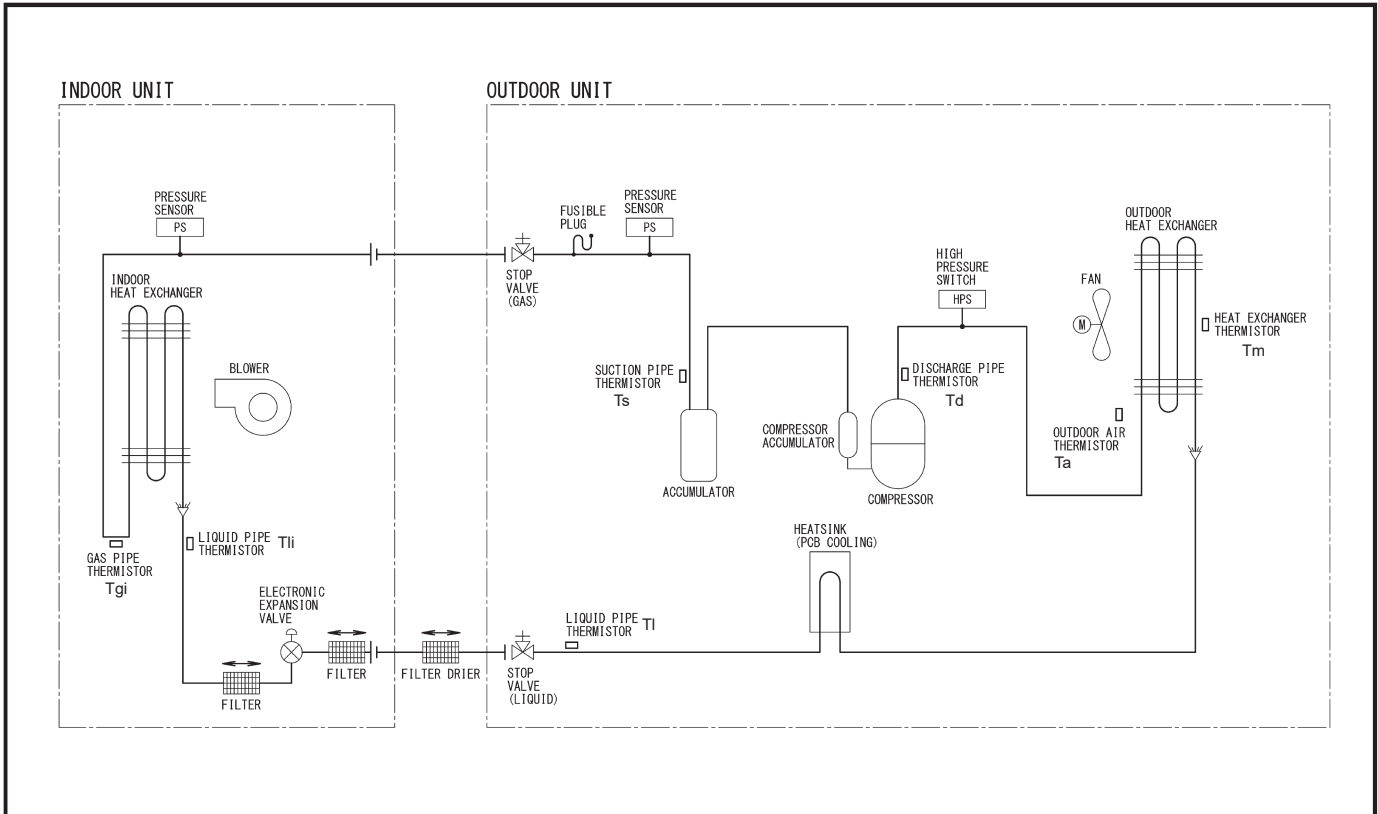 INDOOR UNIT
OUTDOOR UNIT
PRESSURE
SENSOR
PS
INDOOR
HEAT EXCHANGER
BLOWER
GAS PIPE
THERMISTOR
Tgi
LIQUID PIPE
THERMISTOR
Tli
ELECTRONIC
EXPANSION
VALVE
FILTER
FILTER
FILTER DRIER
STOP
VALVE
(GAS)
FUSIBLE
PLUG
PRESSURE
SENSOR
PS
SUCTION PIPE
THERMISTOR
Ts
ACCUMULATOR
COMPRESSOR
ACCUMULATOR
COMPRESSOR
DISCHARGE PIPE
THERMISTOR
Td
HIGH
PRESSURE
SWITCH
HPS
FAN
M
OUTDOOR
HEAT EXCHANGER
HEAT EXCHANGER
THERMISTOR
Tm
OUTDOOR AIR
THERMISTOR
Ta
HEATSINK
(PCB COOLING)
LIQUID PIPE
THERMISTOR
Tl
STOP
VALVE
(LIQUID)